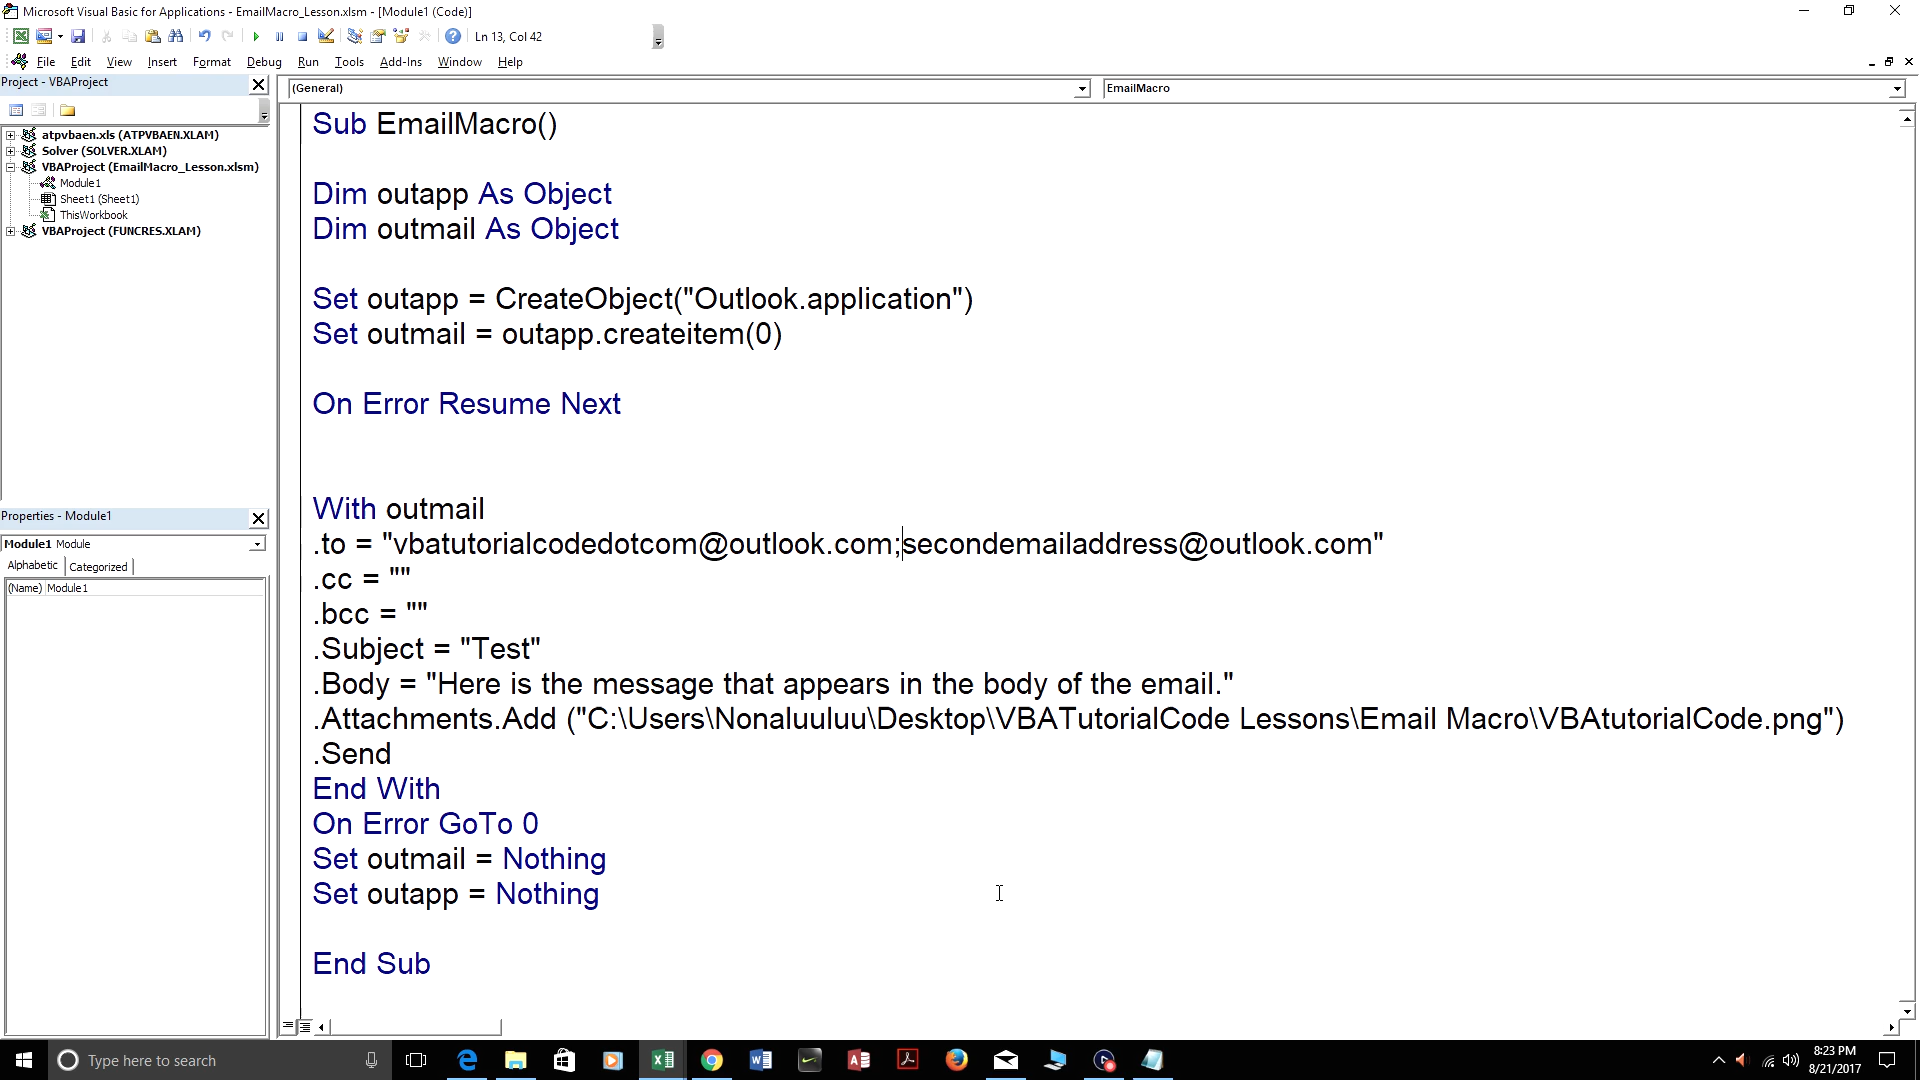 Microsoft Visual Basic for Applications - EmailMacro_Lesson.xlsm - [Module1 (Code)]
Ln 13, Col 42
File Edit View Insert Format Debug Run Tools Add-Ins Window Help
Project - VBAProject
(General)
EmailMacro
atpvbaen.xls (ATPVBAEN.XLAM)
Solver (SOLVER.XLAM)
VBAProject (EmailMacro_Lesson.xlsm)
Module1
Sheet1 (Sheet1)
ThisWorkbook
VBAProject (FUNCRES.XLAM)
Properties - Module1
Module1 Module
Alphabetic Categorized
(Name) Module1
Sub EmailMacro()
Dim outapp As Object
Dim outmail As Object
Set outapp = CreateObject("Outlook.application")
Set outmail = outapp.createitem(0)
On Error Resume Next
With outmail
.to = "vbatutorialcodedotcom@outlook.com;secondemailaddress@outlook.com"
.cc = ""
.bcc = ""
.Subject = "Test"
.Body = "Here is the message that appears in the body of the email."
.Attachments.Add ("C:\Users\Nonaluuluu\Desktop\VBATutorialCode Lessons\Email Macro\VBAtutorialCode.png")
.Send
End With
On Error GoTo 0
Set outmail = Nothing
Set outapp = Nothing
End Sub
Type here to search
8:23 PM
8/21/2017